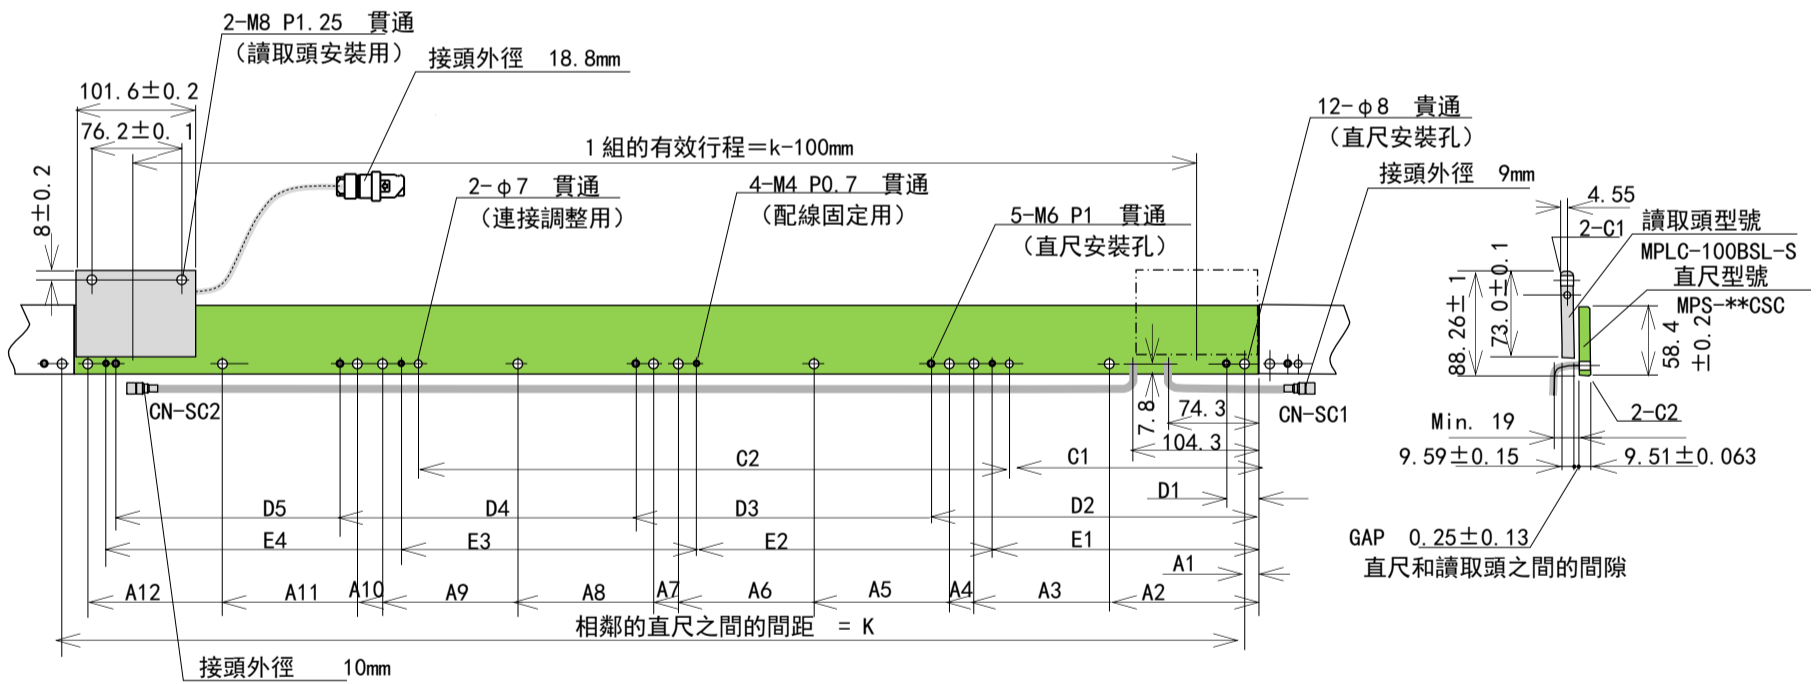 2-M8 P1.25 貫通
（讀取頭安裝用）
接頭外徑 18.8mm
101.6±0.2
76.2±0. 1
8±0.2
1組的有效行程＝k-100mm
2-φ7 貫通
（連接調整用）
4-M4 P0.7 貫通
（配線固定用）
5-M6 P1 貫通
（直尺安裝孔）
12-φ8 貫通
（直尺安裝孔）
接頭外徑 9mm
4.55
2-C1
讀取頭型號
MPLC-100BSL-S
直尺型號
MPS-**CSC
88.26±1
73.0±0.1
58.4
±0.2
2-C2
Min. 19
9.59±0.15
9.51±0.063
GAP 0.25±0.13
直尺和讀取頭之間的間隙
CN-SC2
CN-SC1
7.8
74.3
104.3
C2
C1
D1
D5
D4
D3
D2
E4
E3
E2
E1
A1
A12
A11
A10
A9
A8
A7
A6
A5
A4
A3
A2
相鄰的直尺之間的間距 = K
接頭外徑 10mm